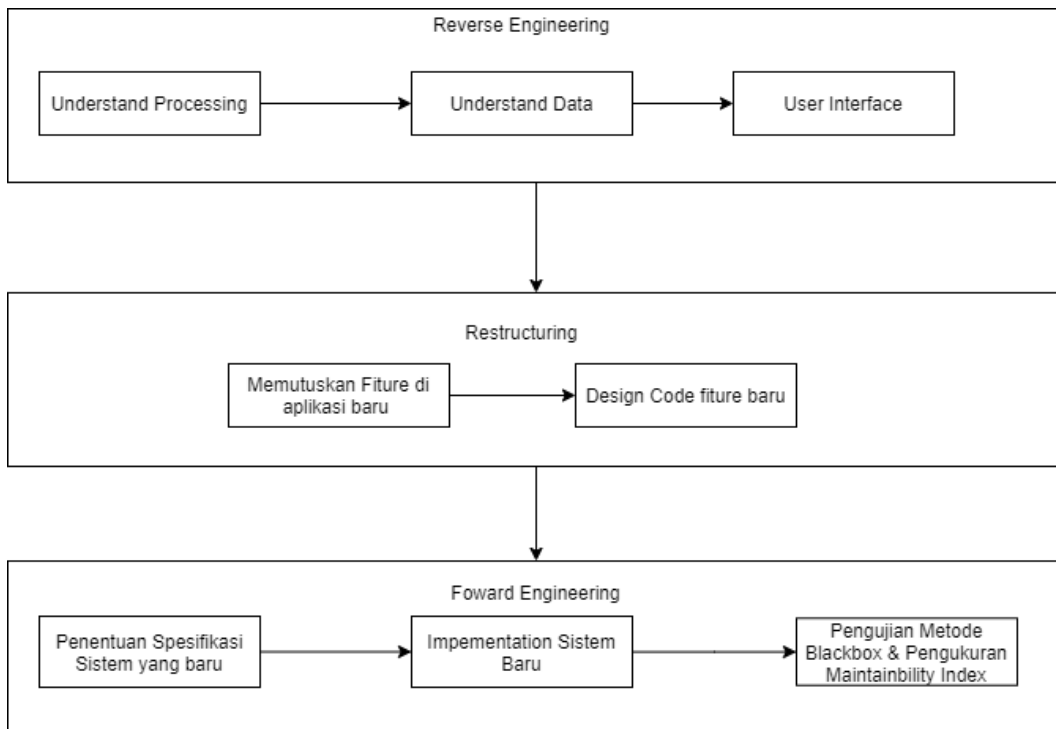 Reverse Engineering
Understand Processing
Understand Data
User Interface
Restructuring
Memutuskan Fiture di
aplikasi baru
Design Code fiture baru
Foward Engineering
Penentuan Spesifikasi
Sistem yang baru
Impementation Sistem
Baru
Pengujian Metode
Blackbox & Pengukuran
Maintainbility Index